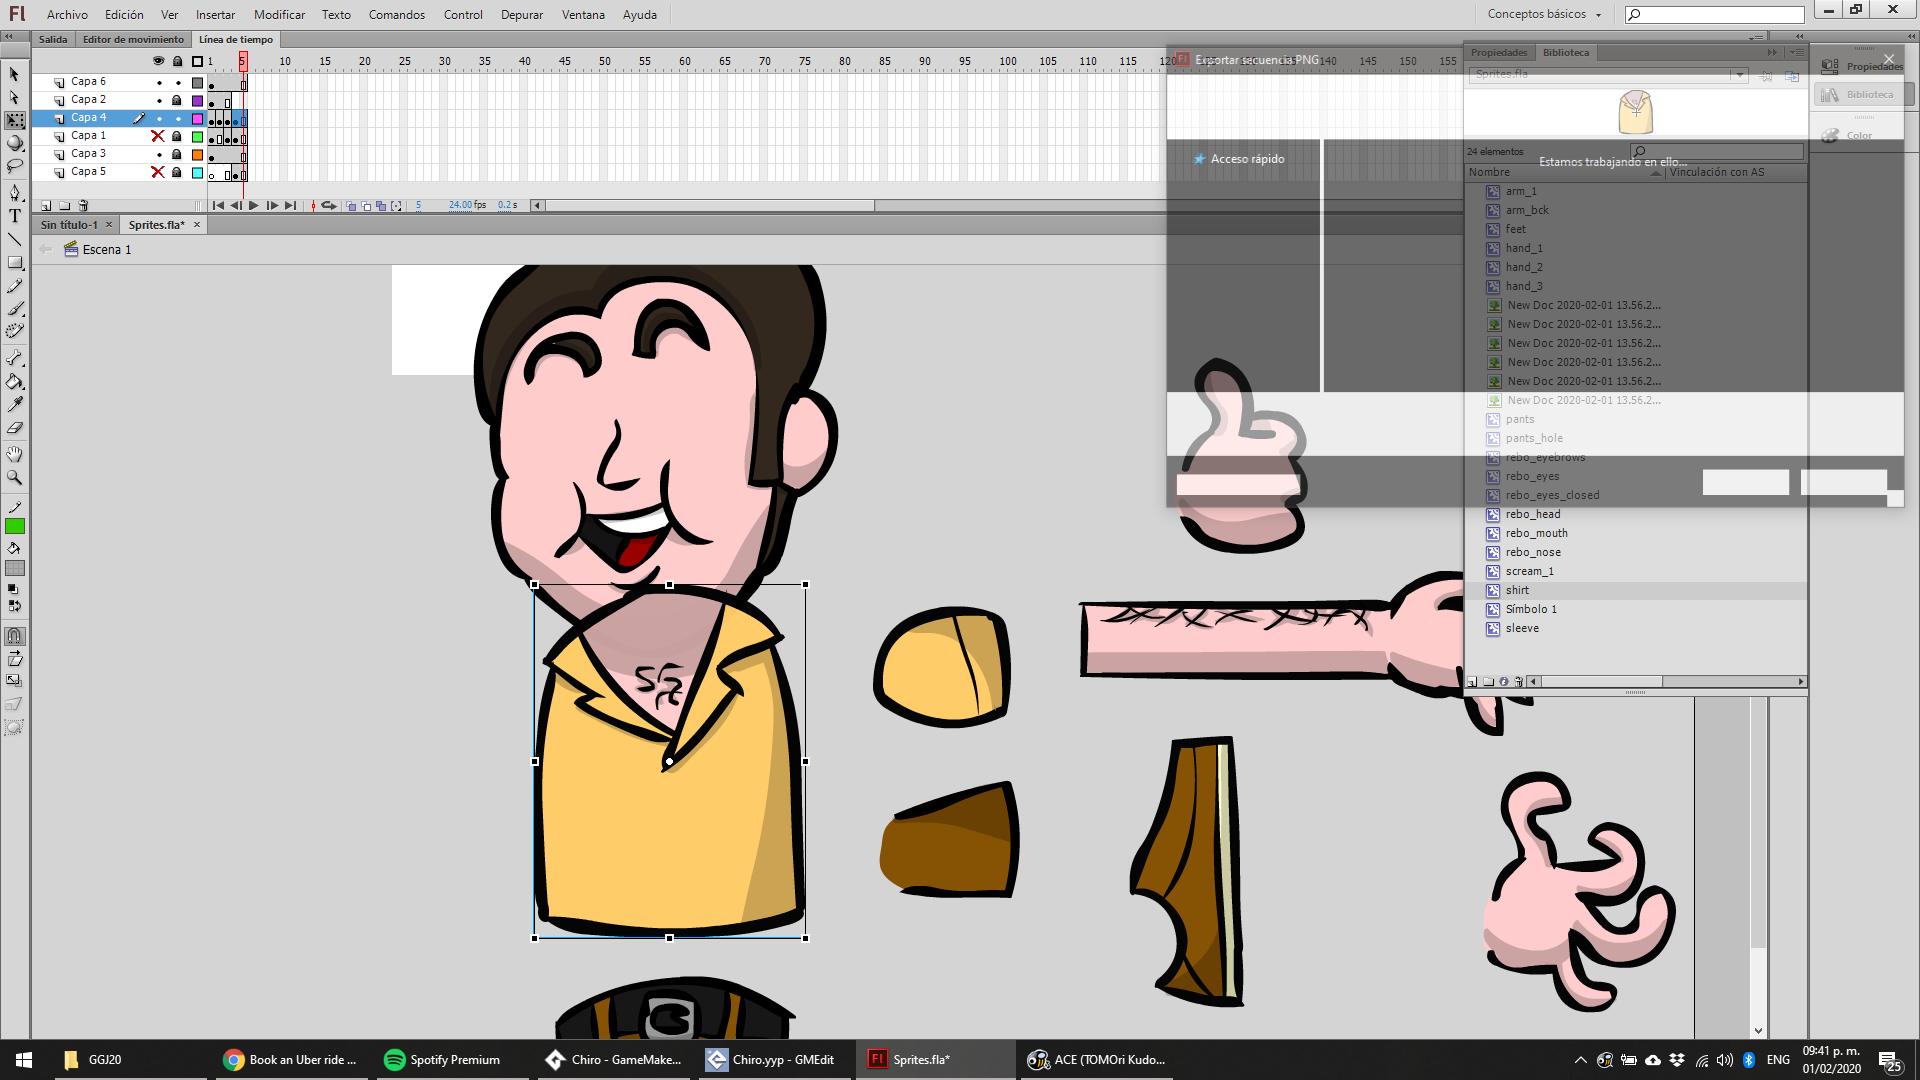 Fl Archivo Edición Ver Insertar Modificar Texto Comandos Control Depurar Ventana Ayuda Conceptos básicos
Salida Editor de movimiento Línea de tiempo
1 5 10 15 20 25 30 35 40 45 50 55 60 65 70 75 80 85 90 95 100 105 110 115
140 145 150 155
Capa 6
Capa 2
Capa 4
Capa 1
Capa 3
Capa 5
5 24.00 fps 0.2 s
Sin título-1 Sprites.fla*
Escena 1
Exportar secuencia PNG
Acceso rápido
Estamos trabajando en ello...
Propiedades Biblioteca
Sprites.fla
24 elementos
Nombre Vinculación con AS
arm_1
arm_bck
feet
hand_1
hand_2
hand_3
New Doc 2020-02-01 13.56.2...
New Doc 2020-02-01 13.56.2...
New Doc 2020-02-01 13.56.2...
New Doc 2020-02-01 13.56.2...
New Doc 2020-02-01 13.56.2...
New Doc 2020-02-01 13.56.2...
pants
pants_hole
rebo_eyebrows
rebo_eyes
rebo_eyes_closed
rebo_head
rebo_mouth
rebo_nose
scream_1
shirt
Símbolo 1
sleeve
Propiedades
Biblioteca
Color
GGJ20 Book an Uber ride ... Spotify Premium Chiro - GameMake... Chiro.yyp - GMEdit Fl Sprites.fla* ACE (TOMOri Kudo...
ENG
09:41 p. m.
01/02/2020
25